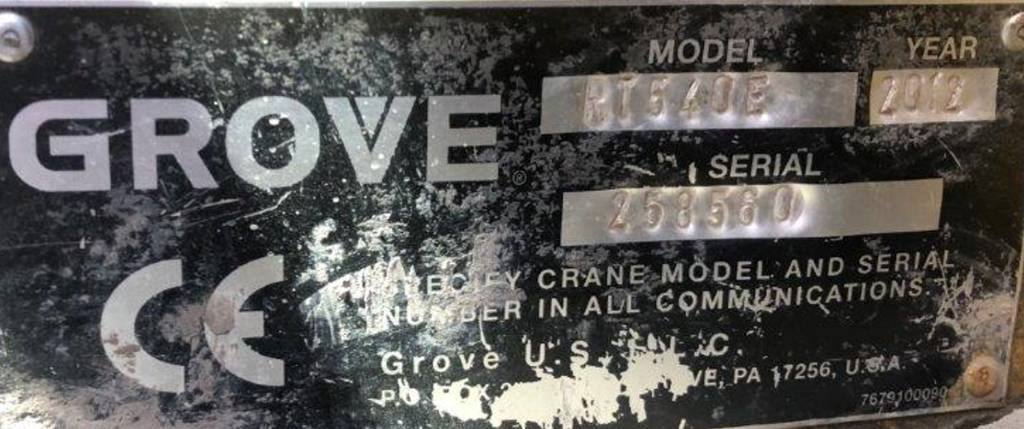 GROVE ®
MODEL
RT540E
YEAR
2012
SERIAL
258580
CE
CRANE MODEL AND SERIAL
NUMBER IN ALL COMMUNICATIONS
Grove U.S. L.L.C.
PA 17256, U.S.A.